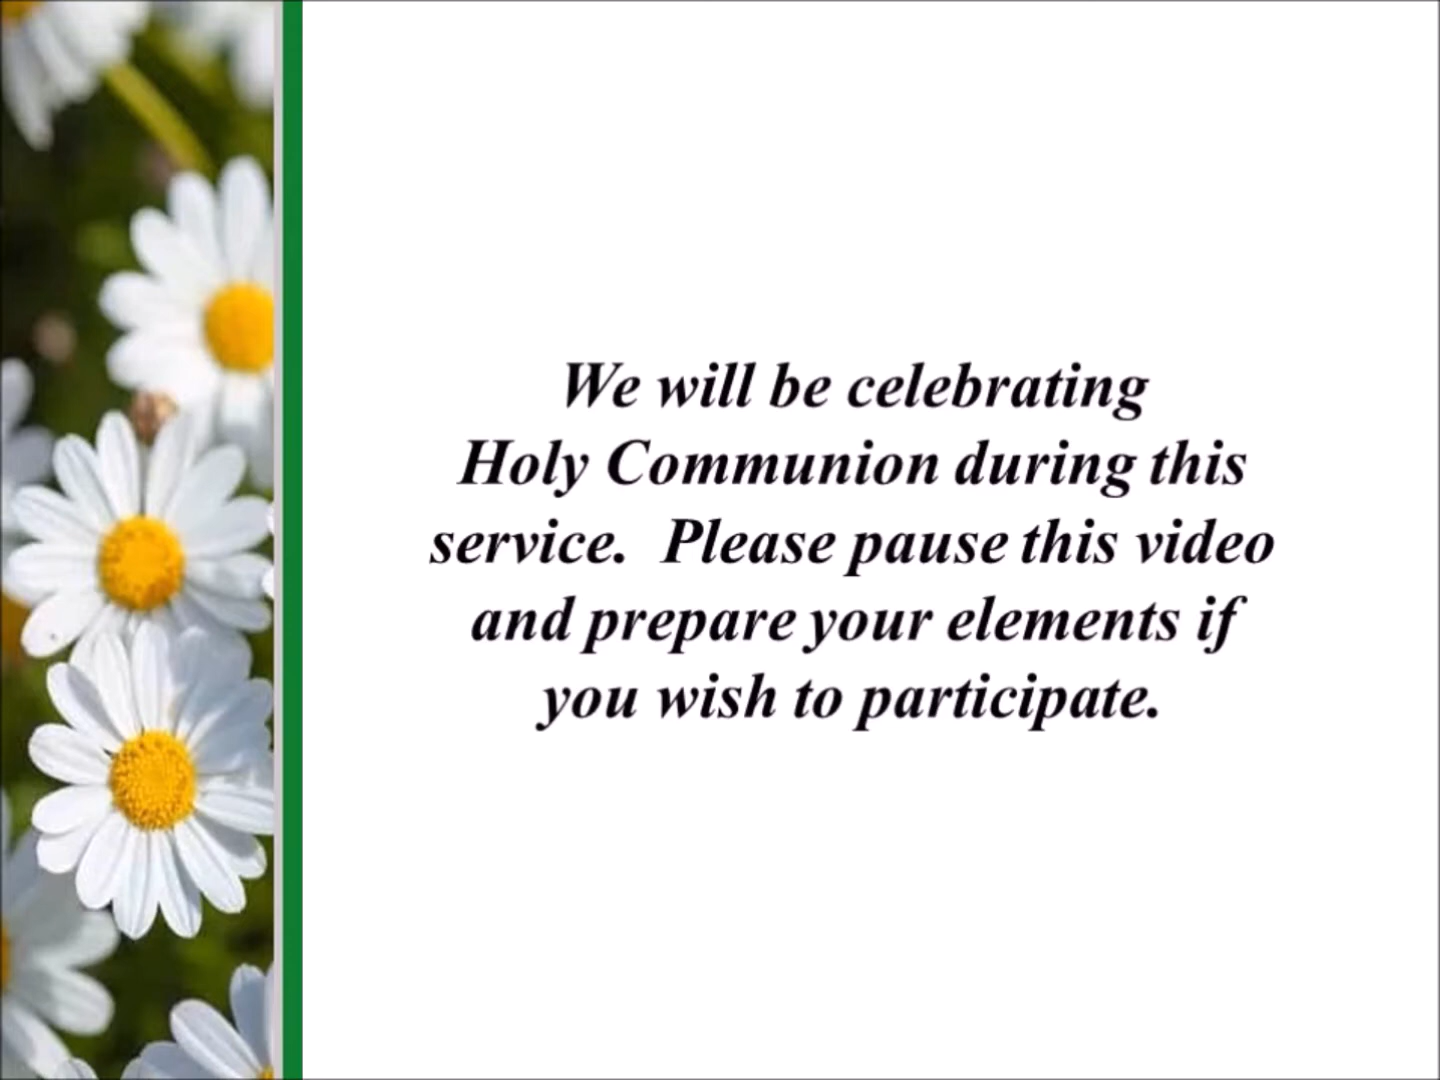 We will be celebrating
Holy Communion during this
service.  Please pause this video
and prepare your elements if
you wish to participate.